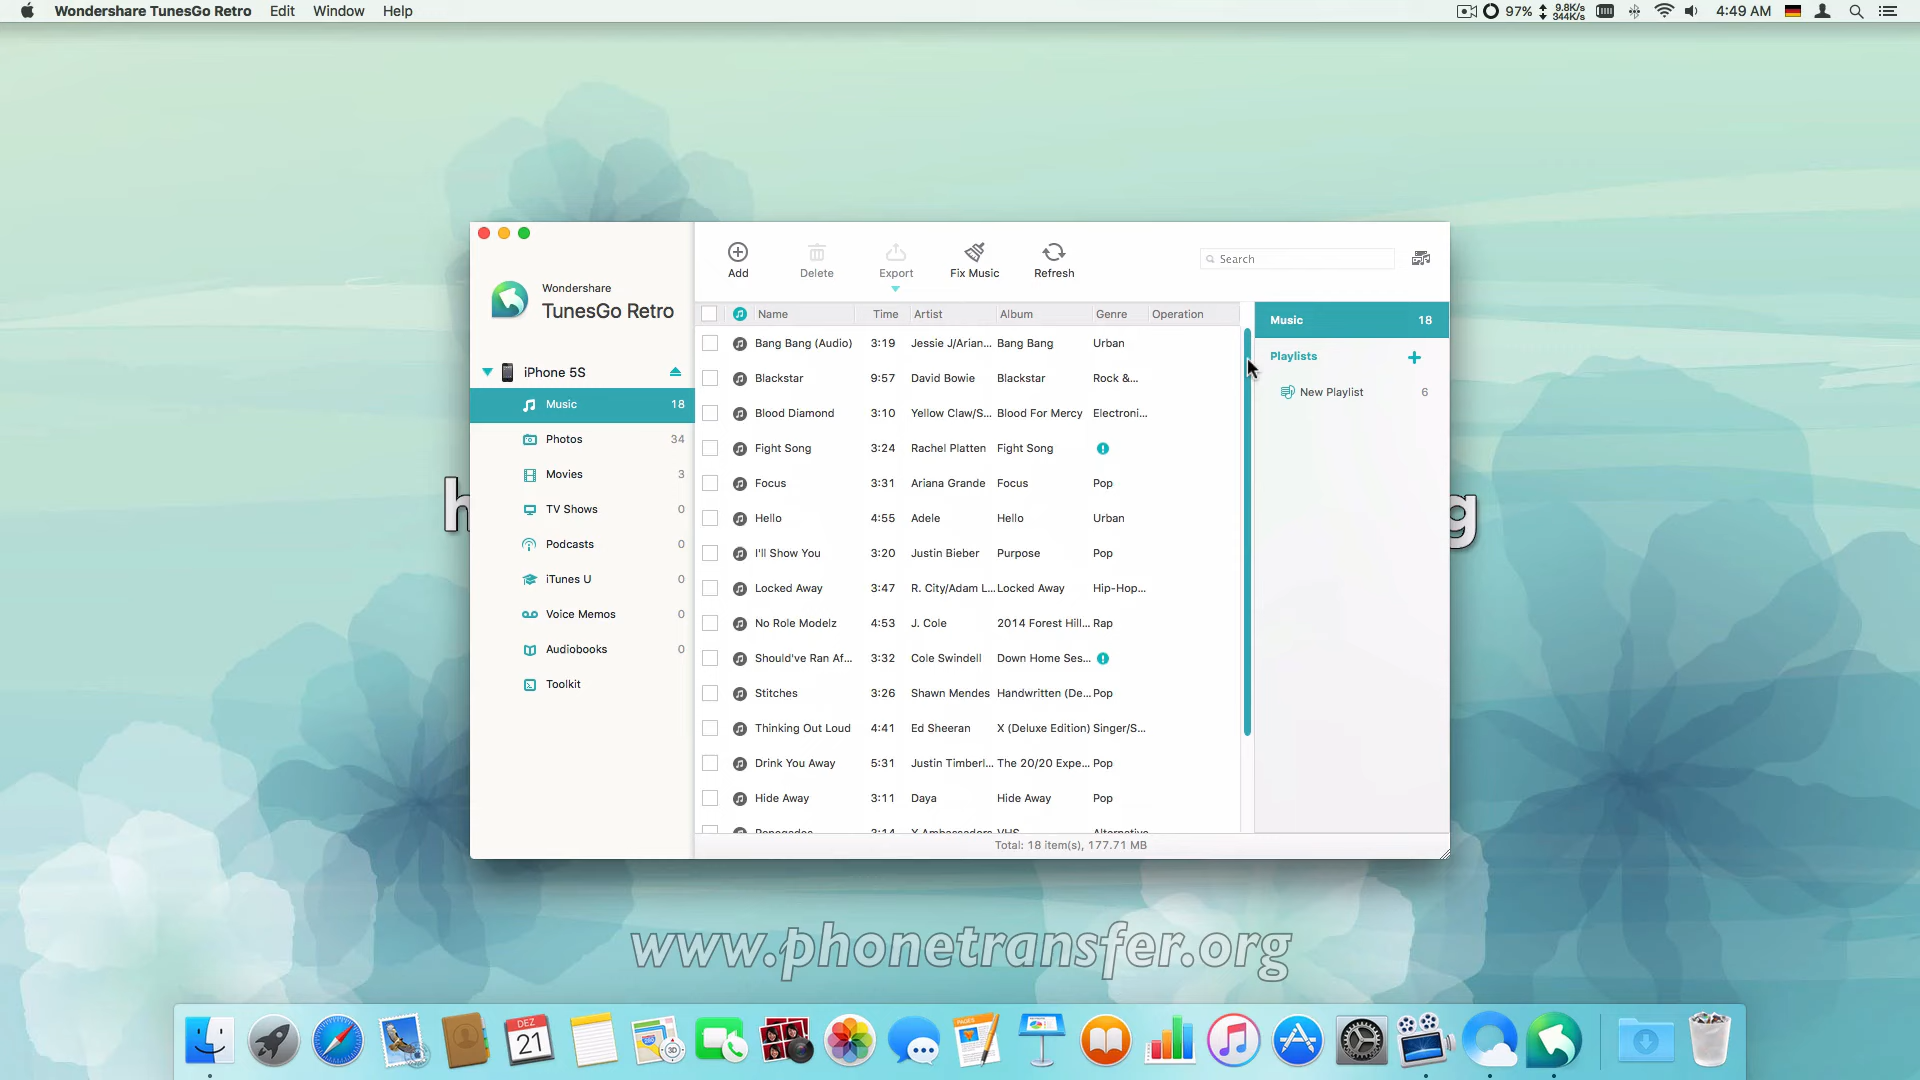 Wondershare TunesGo Retro Edit Window Help
97% 9.8K/s 344K/s 4:49 AM
Add Delete Export Fix Music Refresh
Search
Wondershare
TunesGo Retro
iPhone 5S
Music 18
Photos 34
Movies 3
TV Shows 0
Podcasts 0
iTunes U 0
Voice Memos 0
Audiobooks 0
Toolkit
Name Time Artist Album Genre Operation
Bang Bang (Audio) 3:19 Jessie J/Arian... Bang Bang Urban
Blackstar 9:57 David Bowie Blackstar Rock &...
Blood Diamond 3:10 Yellow Claw/S... Blood For Mercy Electroni...
Fight Song 3:24 Rachel Platten Fight Song
Focus 3:31 Ariana Grande Focus Pop
Hello 4:55 Adele Hello Urban
I'll Show You 3:20 Justin Bieber Purpose Pop
Locked Away 3:47 R. City/Adam L... Locked Away Hip-Hop...
No Role Modelz 4:53 J. Cole 2014 Forest Hill... Rap
Should've Ran Af... 3:32 Cole Swindell Down Home Ses...
Stitches 3:26 Shawn Mendes Handwritten (De... Pop
Thinking Out Loud 4:41 Ed Sheeran X (Deluxe Edition) Singer/S...
Drink You Away 5:31 Justin Timberl... The 20/20 Expe... Pop
Hide Away 3:11 Daya Hide Away Pop
Renegades 3:14 X Ambassadors VHS Alternative
Total: 18 item(s), 177.71 MB
Music 18
Playlists
New Playlist 6
h
g
www.phonetransfer.org
DEZ
21
3D
PAGES